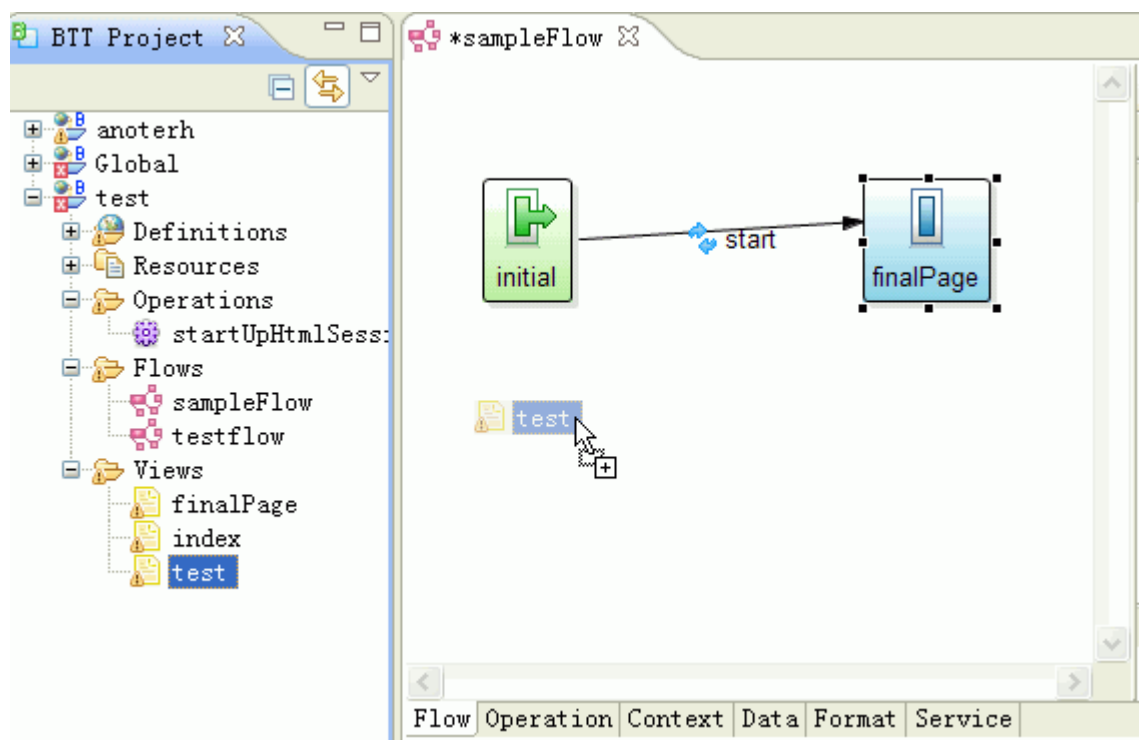 BTT Project
anoterh
Global
test
Definitions
Resources
Operations
startUpHtmlSess
Flows
sampleFlow
testflow
Views
finalPage
index
test
*sampleFlow
initial
start
finalPage
test
Flow Operation Context Data Format Service